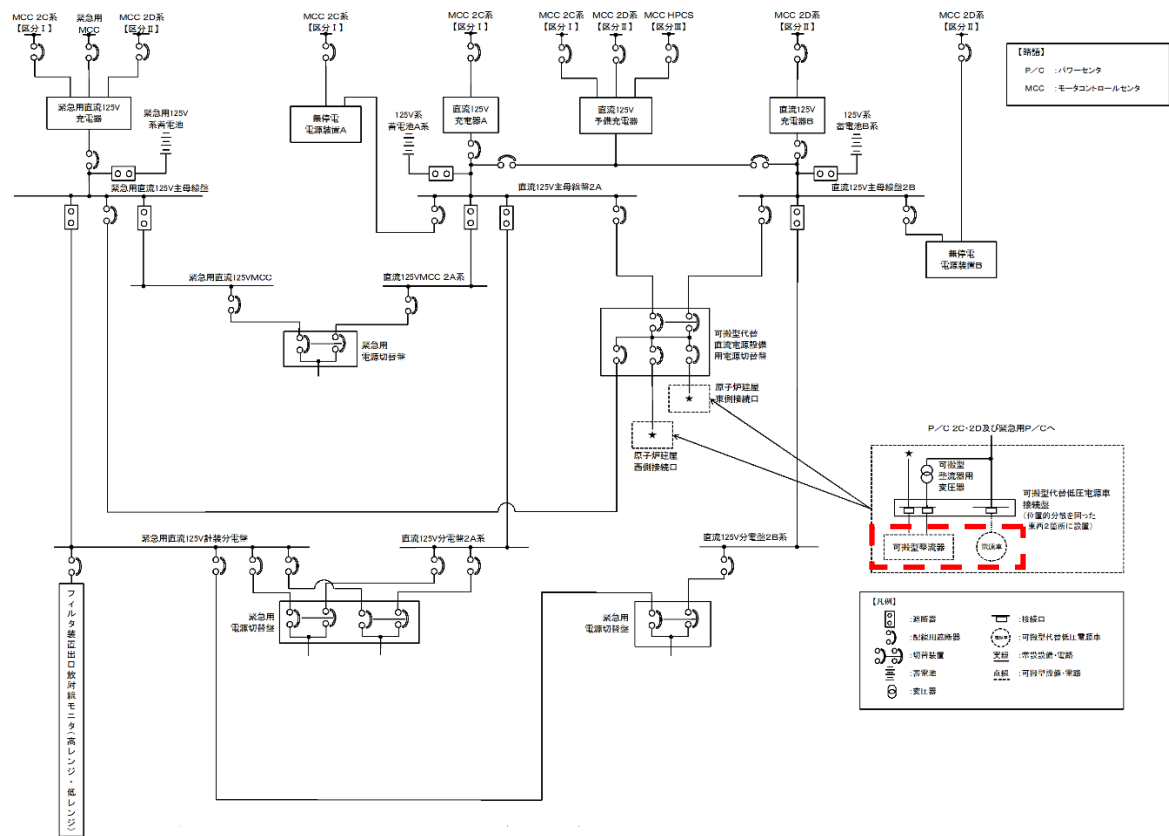 MCC 2C系
【区分Ⅰ】
緊急用
MCC
MCC 2D系
【区分Ⅱ】
MCC 2C系
【区分Ⅰ】
MCC 2C系
【区分Ⅰ】
MCC 2C系
【区分Ⅰ】
MCC 2D系
【区分Ⅱ】
MCC HPCS
【区分Ⅲ】
MCC 2D系
【区分Ⅱ】
MCC 2D系
【区分Ⅱ】
【略語】
P/C :パワーセンタ
MCC :モータコントロールセンタ
緊急用直流125V
充電器
緊急用125V
系蓄電池
無停電
電源装置A
125V系
蓄電池A系
直流125V
充電器A
直流125V
予備充電器
直流125V
充電器B
125V系
蓄電池B系
緊急用直流125V主母線盤
直流125V主母線盤2A
直流125V主母線盤2B
無停電
電源装置B
緊急用直流125VMCC
直流125VMCC 2A系
緊急用
電源切替盤
可搬型代替
直流電源設備
用電源切替盤
★
原子炉建屋
東側接続口
★
原子炉建屋
西側接続口
P/C 2C・2D及び緊急用P/Cへ
★
可搬型
整流器用
変圧器
可搬型代替低圧電源車
接続盤
(位置的分散を図った
東西2箇所に設置)
可搬型整流器
電源車
緊急用直流125V計装分電盤
直流125V分電盤2A系
直流125V分電盤2B系
緊急用
電源切替盤
緊急用
電源切替盤
フィルタ装置出口放射線モニタ(高レンジ・低レンジ)
【凡例】
:遮断器
:配線用遮断器
:切替装置
:蓄電池
:変圧器
:接続口
電源車
:可搬型代替低圧電源車
実線
:常設設備・電路
点線
:可搬型設備・電路